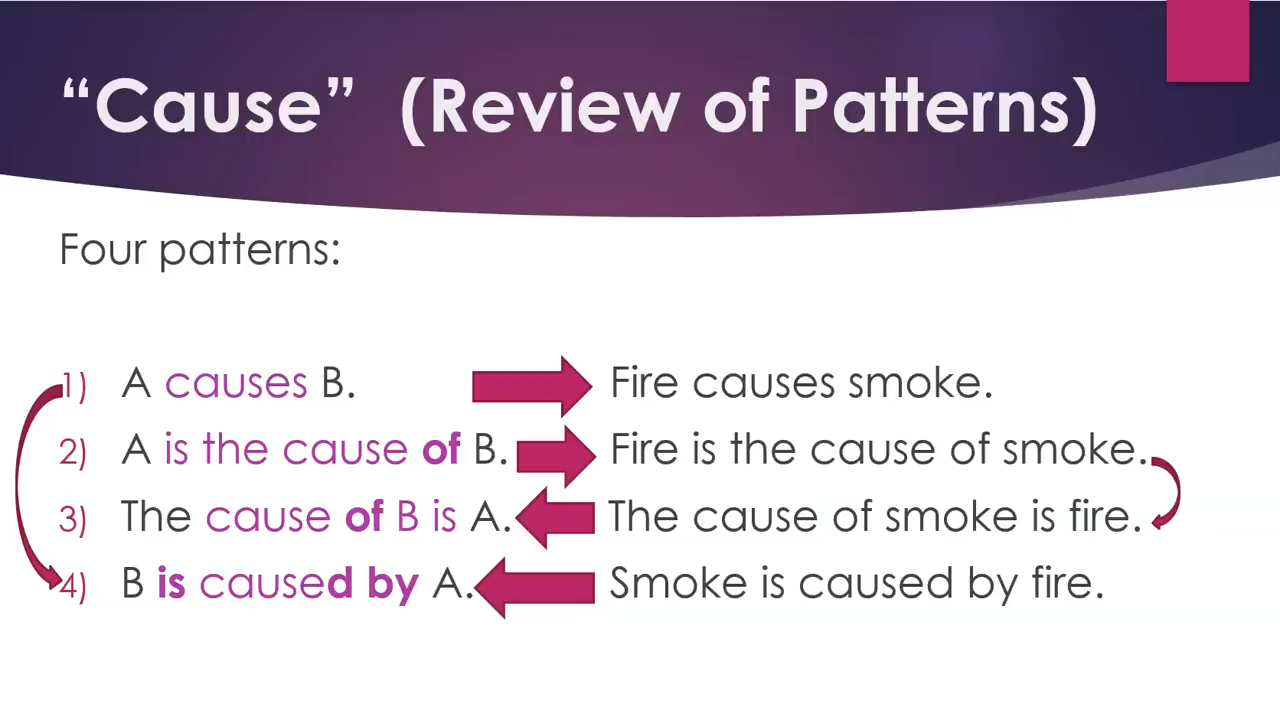 “Cause” (Review of Patterns)
Four patterns:
1) A causes B. Fire causes smoke.
2) A is the cause of B. Fire is the cause of smoke.
3) The cause of B is A. The cause of smoke is fire.
4) B is caused by A. Smoke is caused by fire.